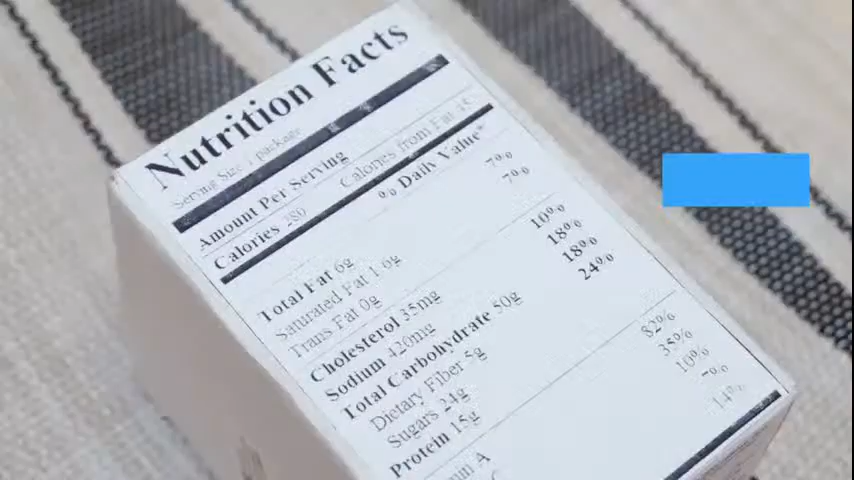 Nutrition Facts
Serving Size 1 package
Amount Per Serving
Calories 280 Calories from Fat
% Daily Value*
Total Fat 6g 7%
Saturated Fat 1.0g 7%
Trans Fat 0g
Cholesterol 35mg 10%
Sodium 420mg 18%
Total Carbohydrate 50g 18%
Dietary Fiber 5g 24%
Sugars 24g
Protein 15g
82%
35%
10%
14%